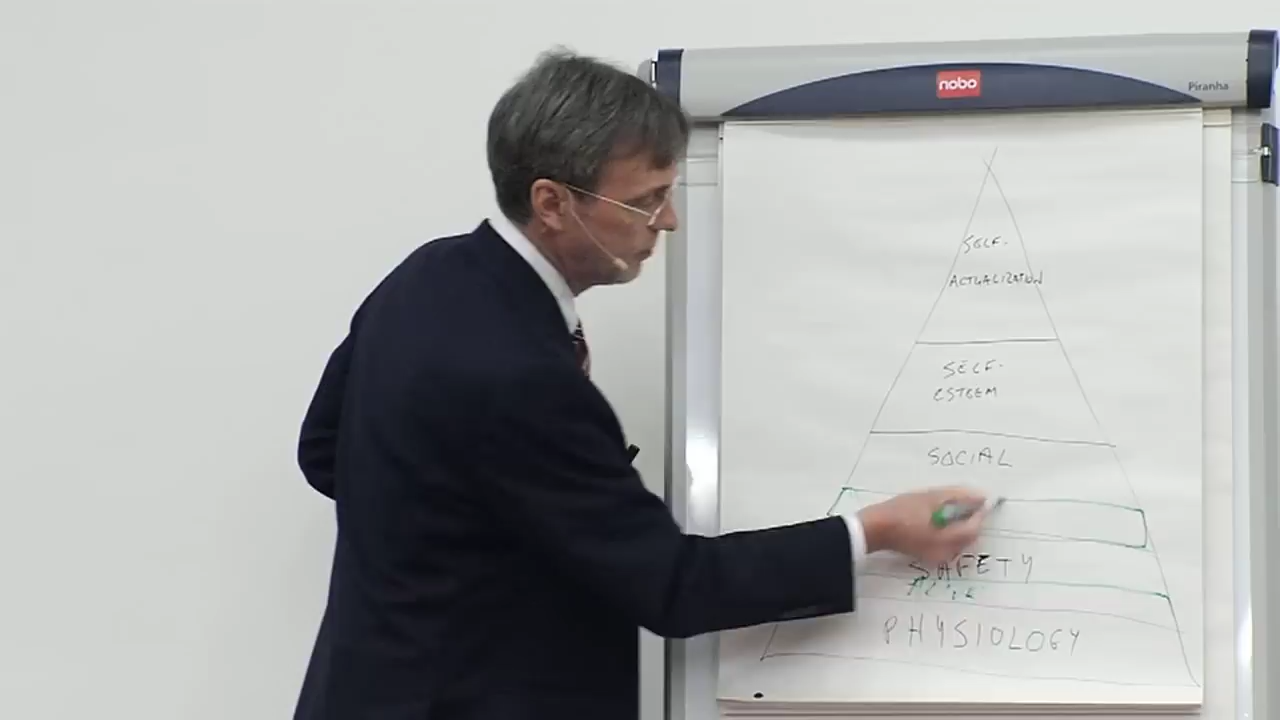 nobo
Piranha
SELF-
ACTUALIZATION
SELF-
ESTEEM
SOCIAL
SAFETY
PHYSIOLOGY